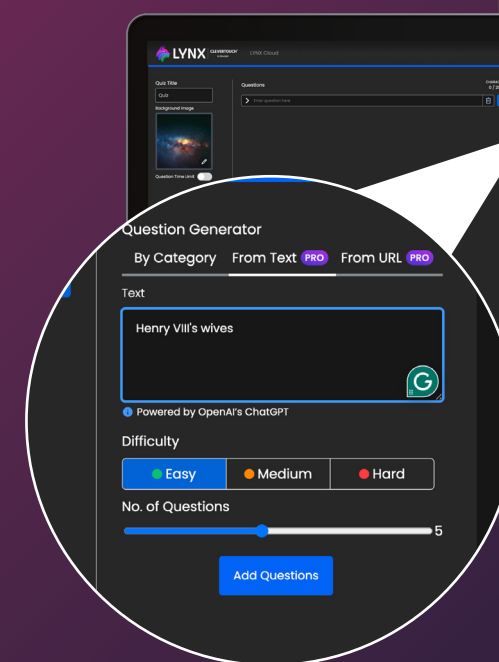 LYNX CLEVERTOUCH LYNX Cloud
Quiz Title
Quiz
Background Image
Question Time Limit
Questions
Enter question here
Question Generator
By Category From Text PRO From URL PRO
Text
Henry VIII's wives
G
Powered by OpenAI's ChatGPT
Difficulty
Easy Medium Hard
No. of Questions
5
Add Questions